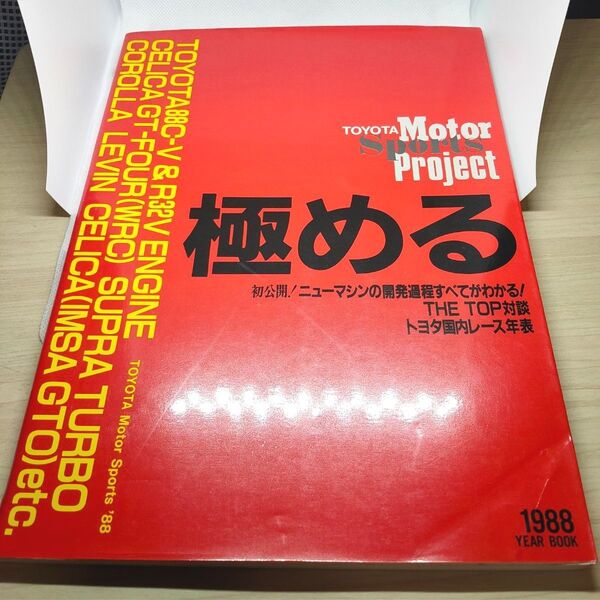 TOYOTA Motor
Sports
Project
極める
初公開!ニューマシンの開発過程すべてがわかる!
THE TOP対談
トヨタ国内レース年表
TOYOTA88C-V & R32V ENGINE
CELICA GT-FOUR(WRC) SUPRA TURBO
COROLLA LEVIN CELICA(IMSA GTO)etc.
TOYOTA Motor Sports '88
1988
YEAR BOOK